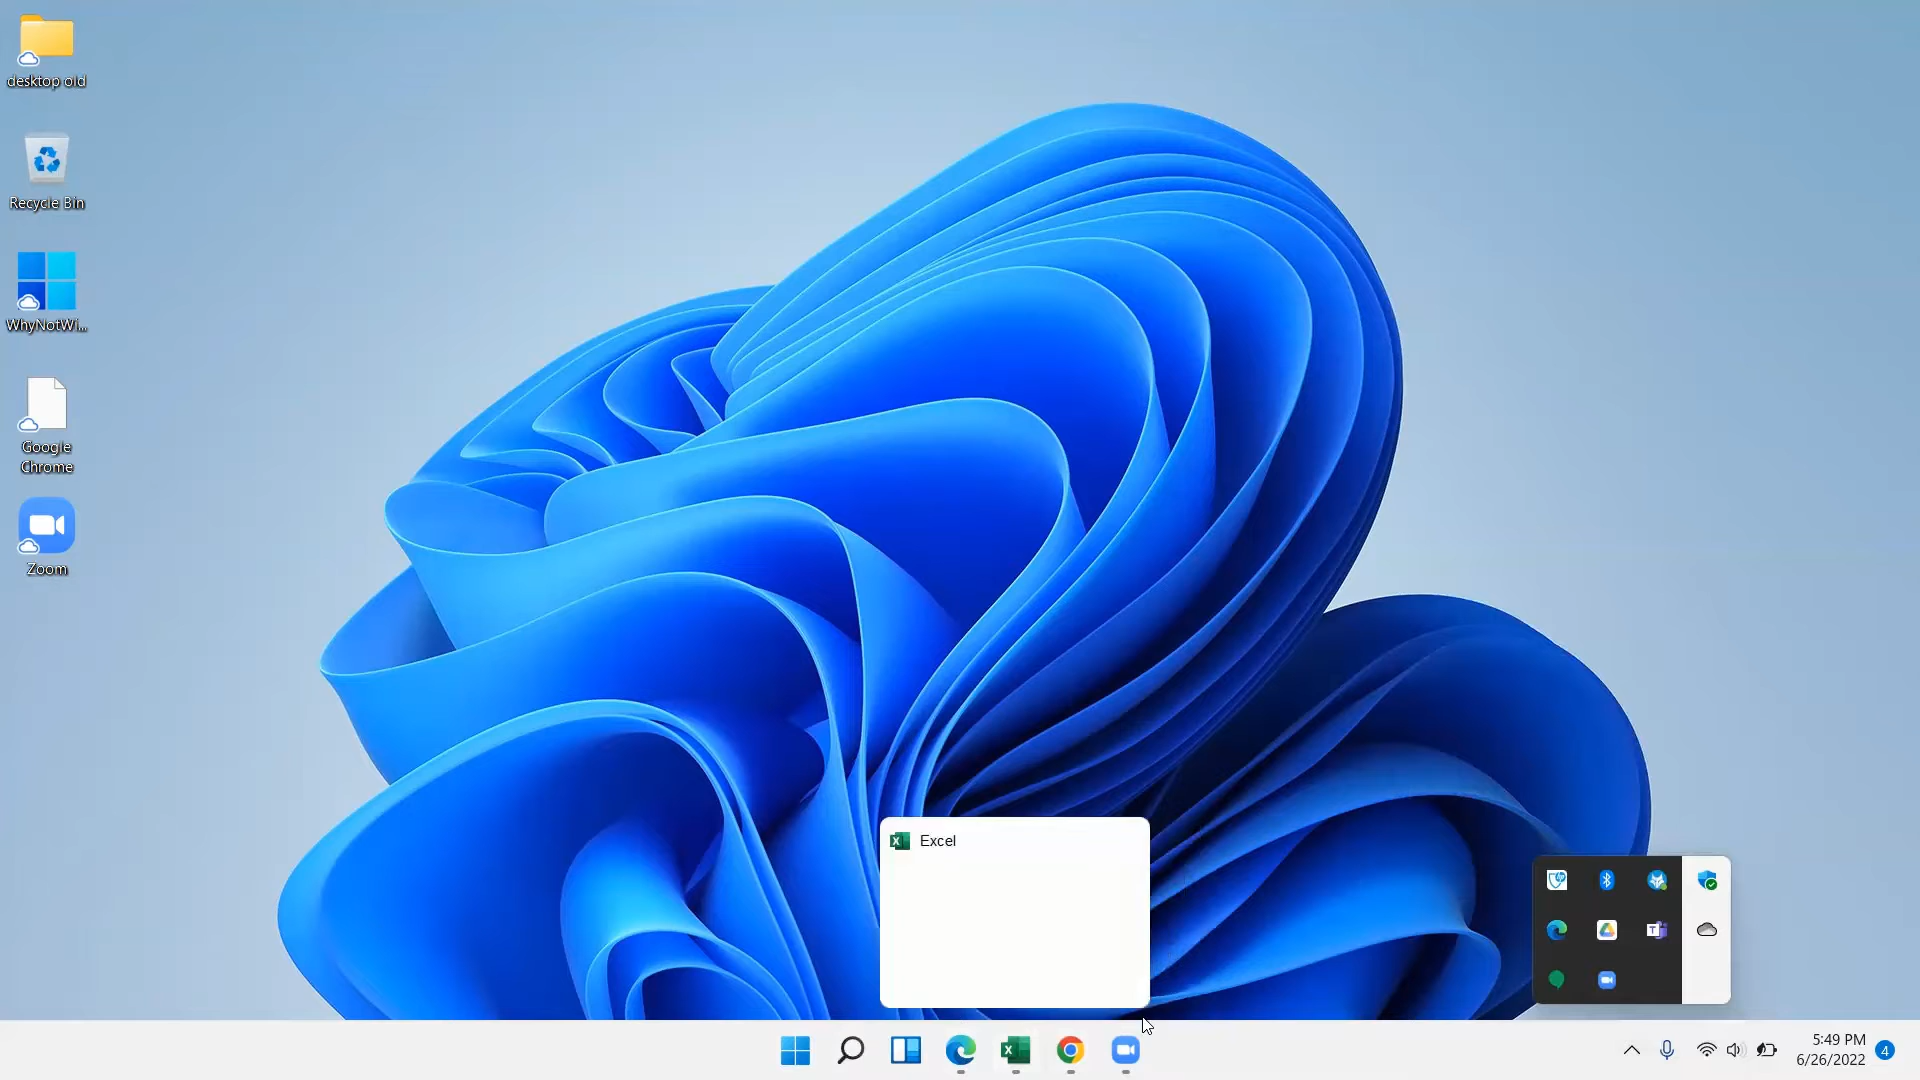 desktop old
Recycle Bin
WhyNotWi...
Google
Chrome
Zoom
Excel
5:49 PM
6/26/2022
4